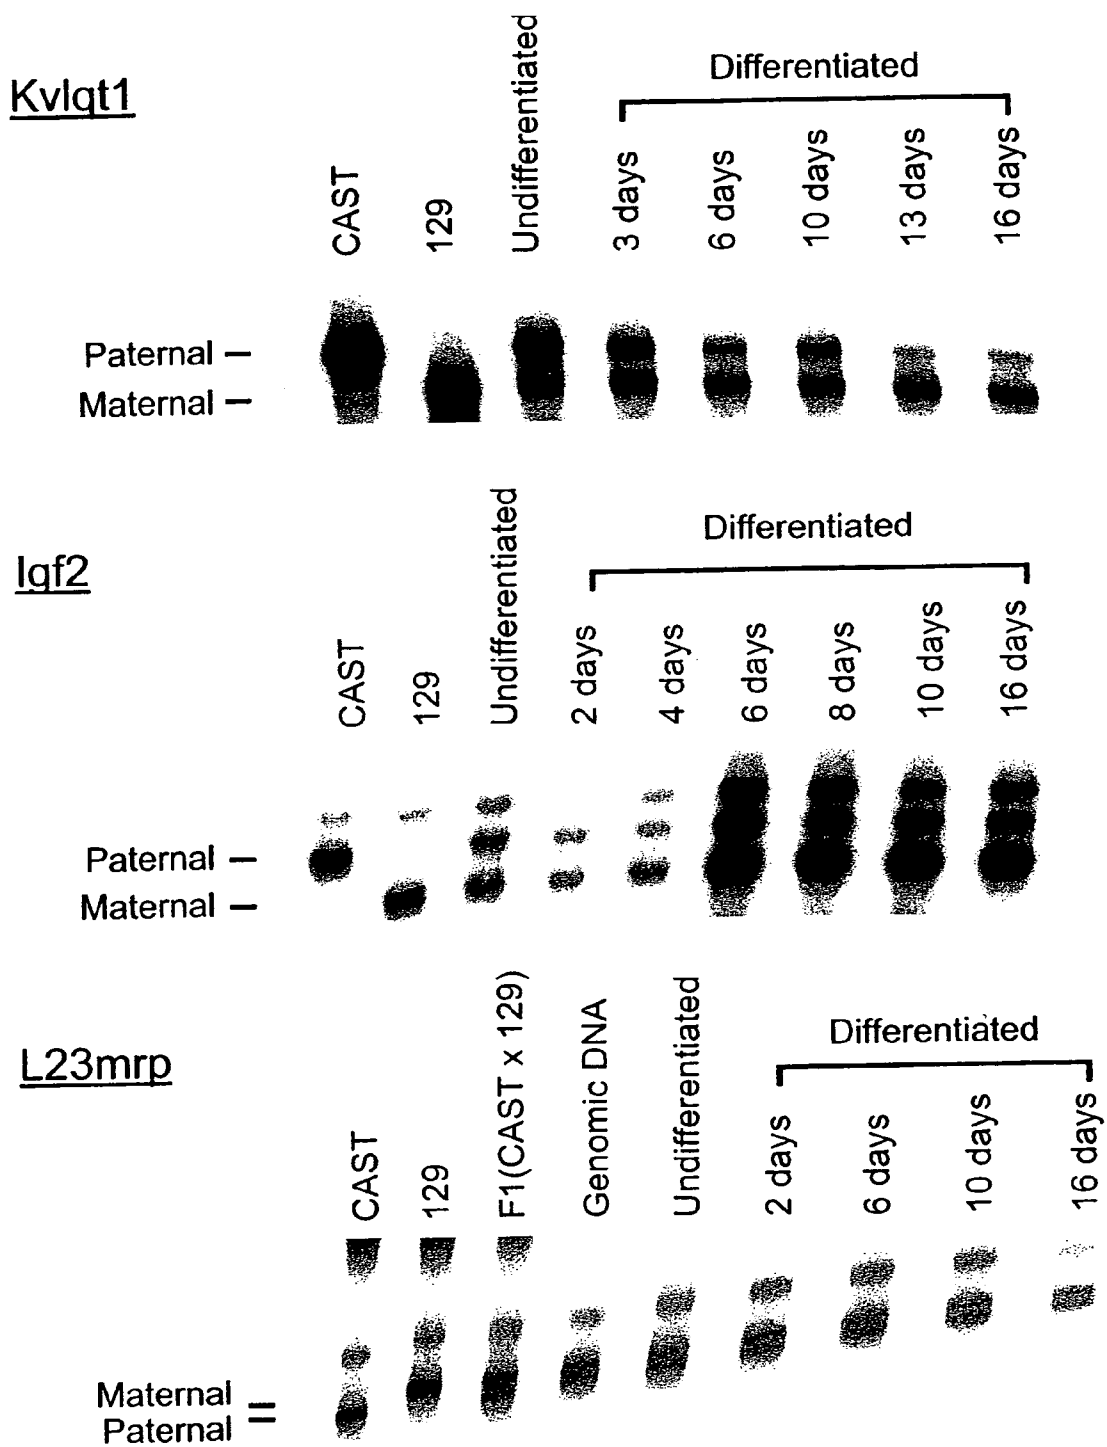 Kvlqt1
Differentiated
CAST
129
Undifferentiated
3 days
6 days
10 days
13 days
16 days
Paternal –
Maternal –
Igf2
Differentiated
CAST
129
Undifferentiated
2 days
4 days
6 days
8 days
10 days
16 days
Paternal –
Maternal –
L23mrp
Differentiated
CAST
129
F1(CAST x 129)
Genomic DNA
Undifferentiated
2 days
6 days
10 days
16 days
Maternal –
Paternal –